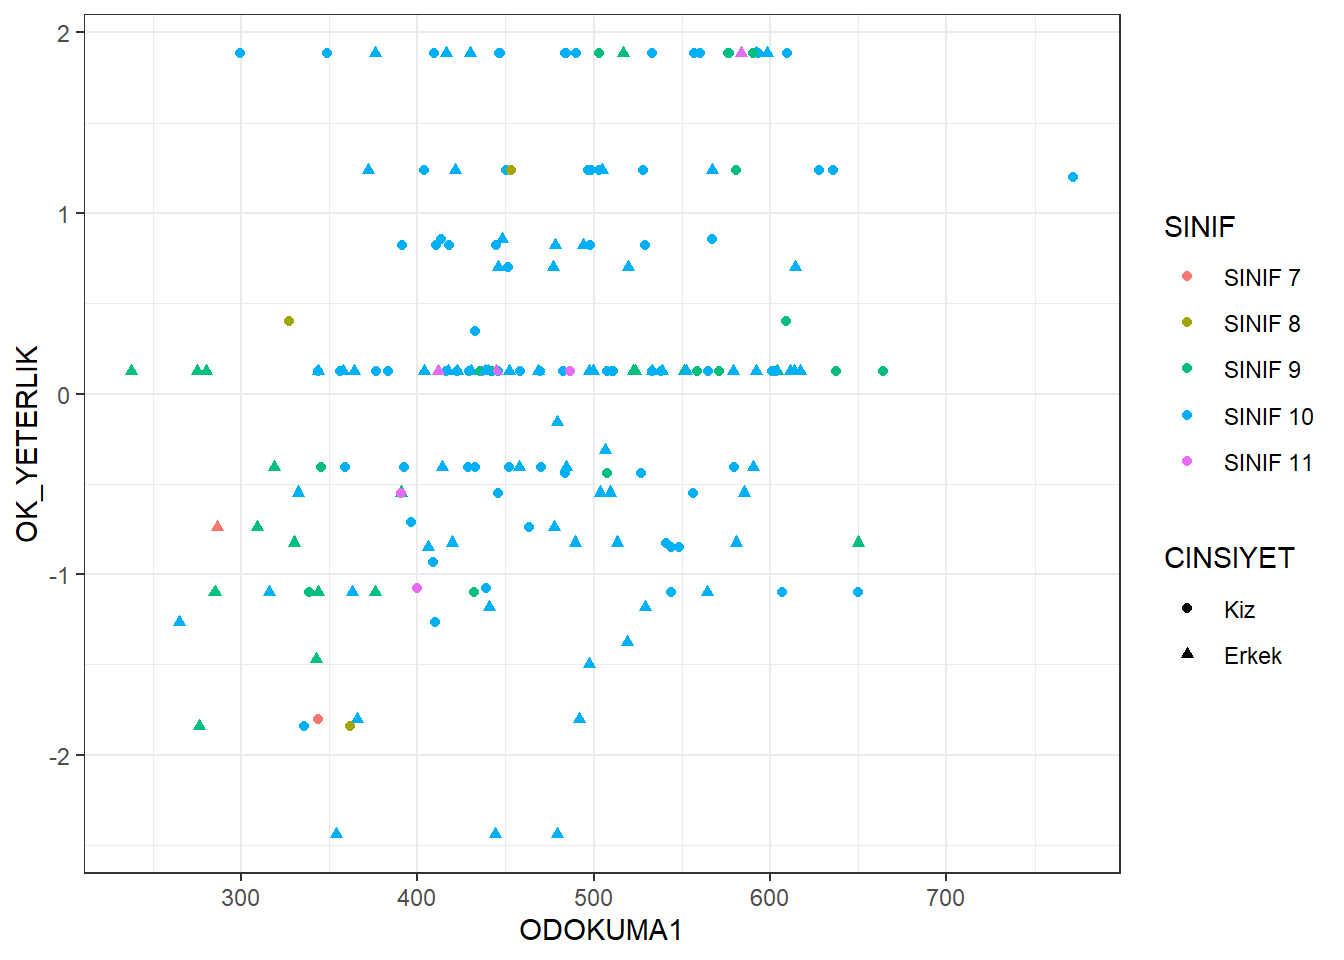 2
1
0
-1
-2
OK_YETERLIK
300
400
500
600
700
ODOKUMA1
SINIF
SINIF 7
SINIF 8
SINIF 9
SINIF 10
SINIF 11
CINSIYET
Kiz
Erkek